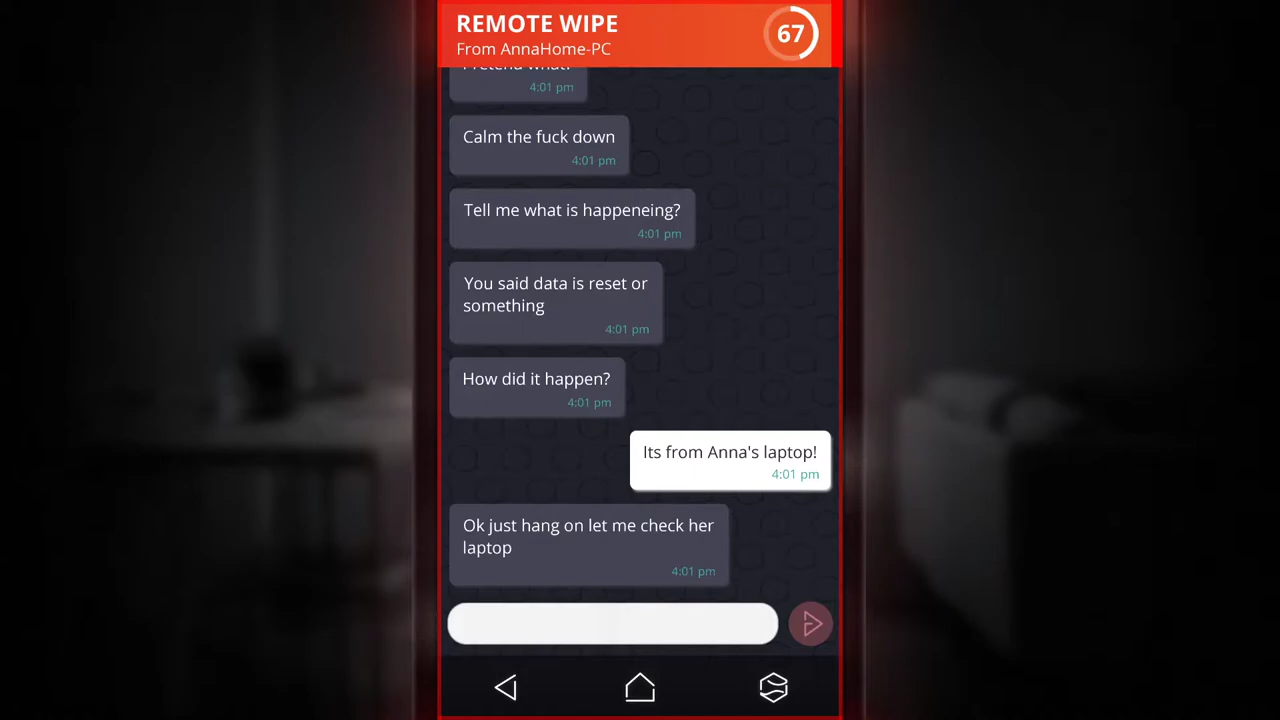 REMOTE WIPE
From AnnaHome-PC
67
Pretend what?
4:01 pm
Calm the fuck down
4:01 pm
Tell me what is happeneing?
4:01 pm
You said data is reset or
something
4:01 pm
How did it happen?
4:01 pm
Its from Anna's laptop!
4:01 pm
Ok just hang on let me check her
laptop
4:01 pm